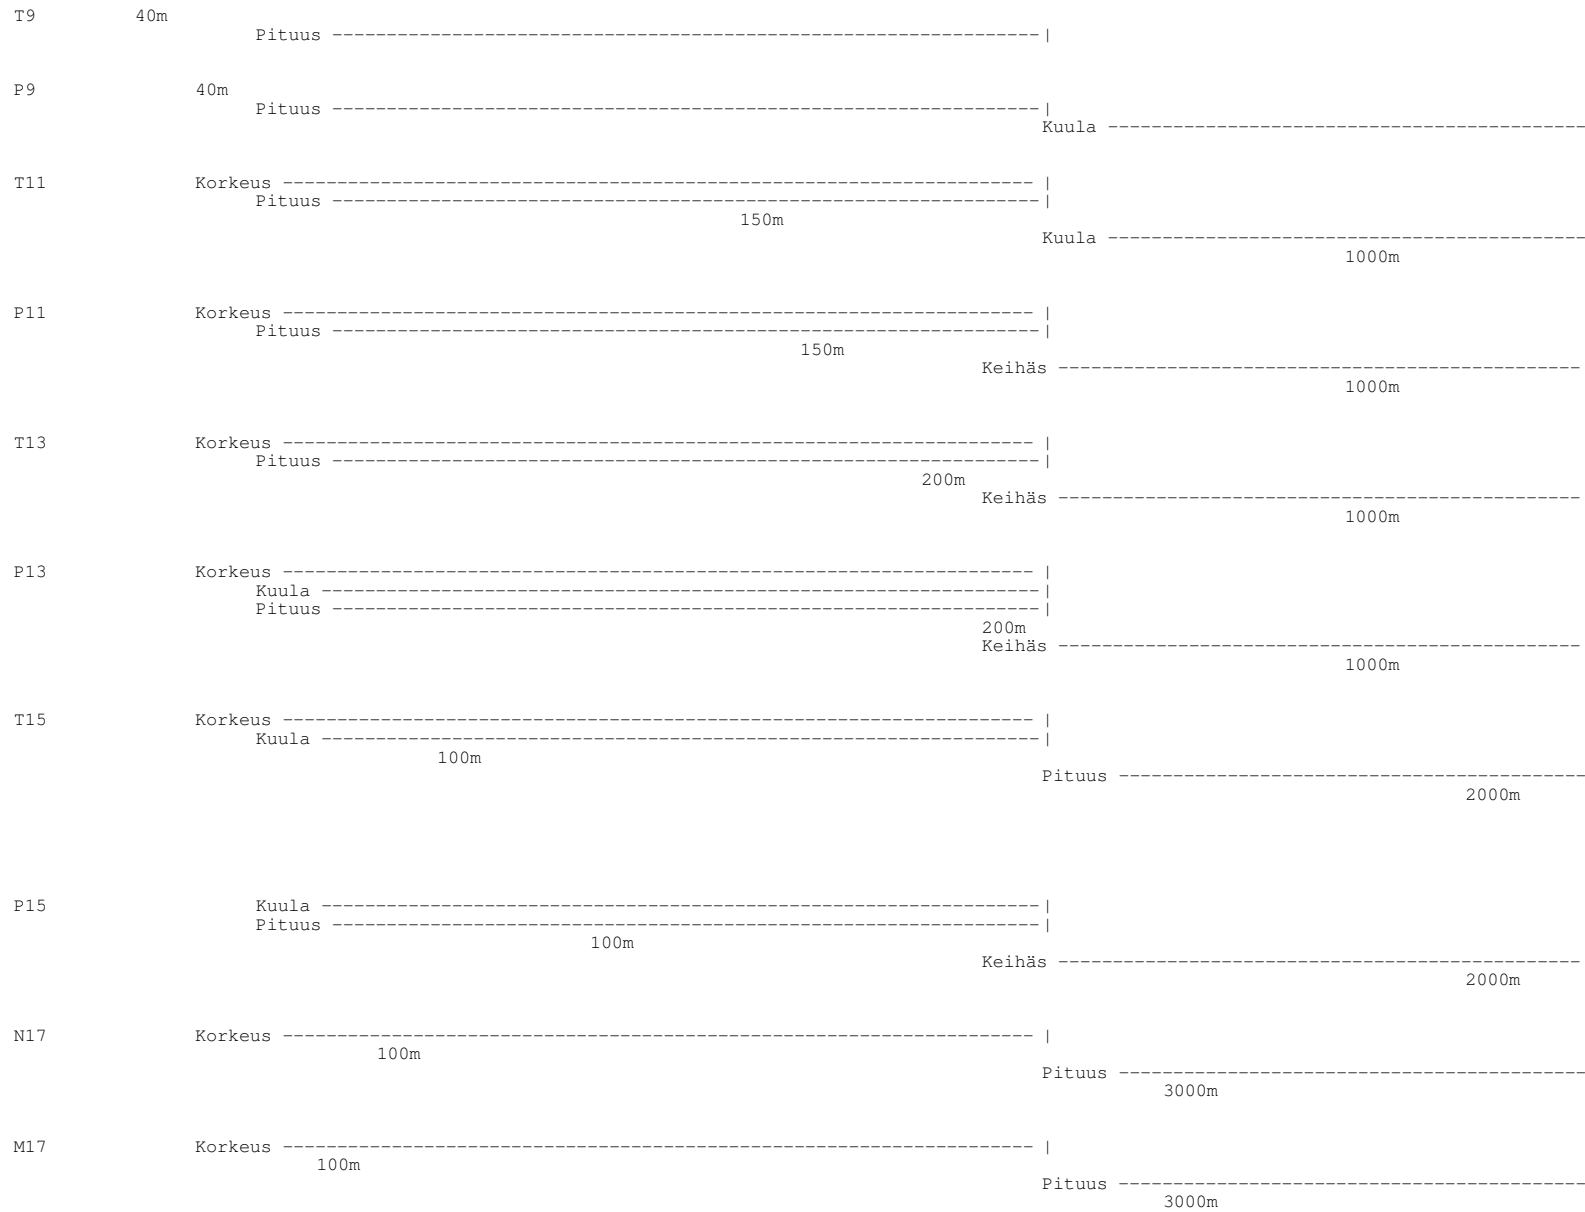 T9 40m
Pituus -----------------------------------------------------------------|
P9 40m
Pituus -----------------------------------------------------------------|
Kuula --------------------------------------------
T11 Korkeus --------------------------------------------------------------------- |
Pituus -----------------------------------------------------------------|
150m
Kuula --------------------------------------------
1000m
P11 Korkeus --------------------------------------------------------------------- |
Pituus -----------------------------------------------------------------|
150m
Keihäs ------------------------------------------------
1000m
T13 Korkeus --------------------------------------------------------------------- |
Pituus -----------------------------------------------------------------|
200m
Keihäs ------------------------------------------------
1000m
P13 Korkeus --------------------------------------------------------------------- |
Kuula ------------------------------------------------------------------|
Pituus -----------------------------------------------------------------|
200m
Keihäs ------------------------------------------------
1000m
T15 Korkeus --------------------------------------------------------------------- |
Kuula ------------------------------------------------------------------|
100m
Pituus -------------------------------------------
2000m
P15 Kuula ------------------------------------------------------------------|
Pituus -----------------------------------------------------------------|
100m
Keihäs ------------------------------------------------
2000m
N17 Korkeus --------------------------------------------------------------------- |
100m
Pituus -------------------------------------------
3000m
M17 Korkeus --------------------------------------------------------------------- |
100m
Pituus -------------------------------------------
3000m